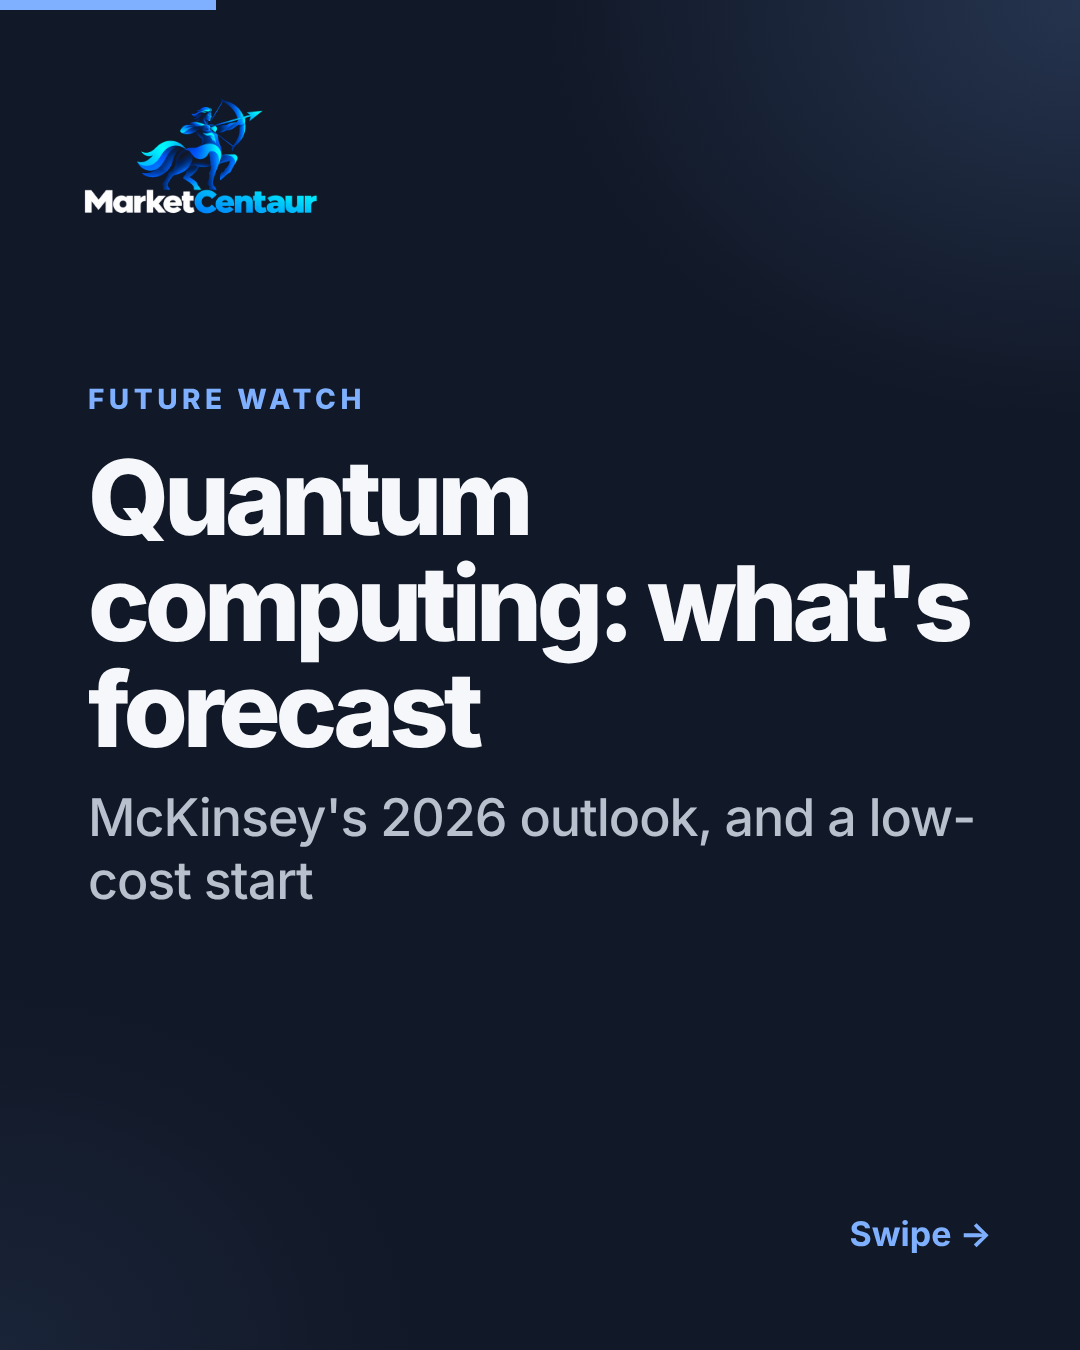 MarketCentaur
FUTURE WATCH
Quantum
computing: what's
forecast
McKinsey's 2026 outlook, and a low-
cost start
Swipe →